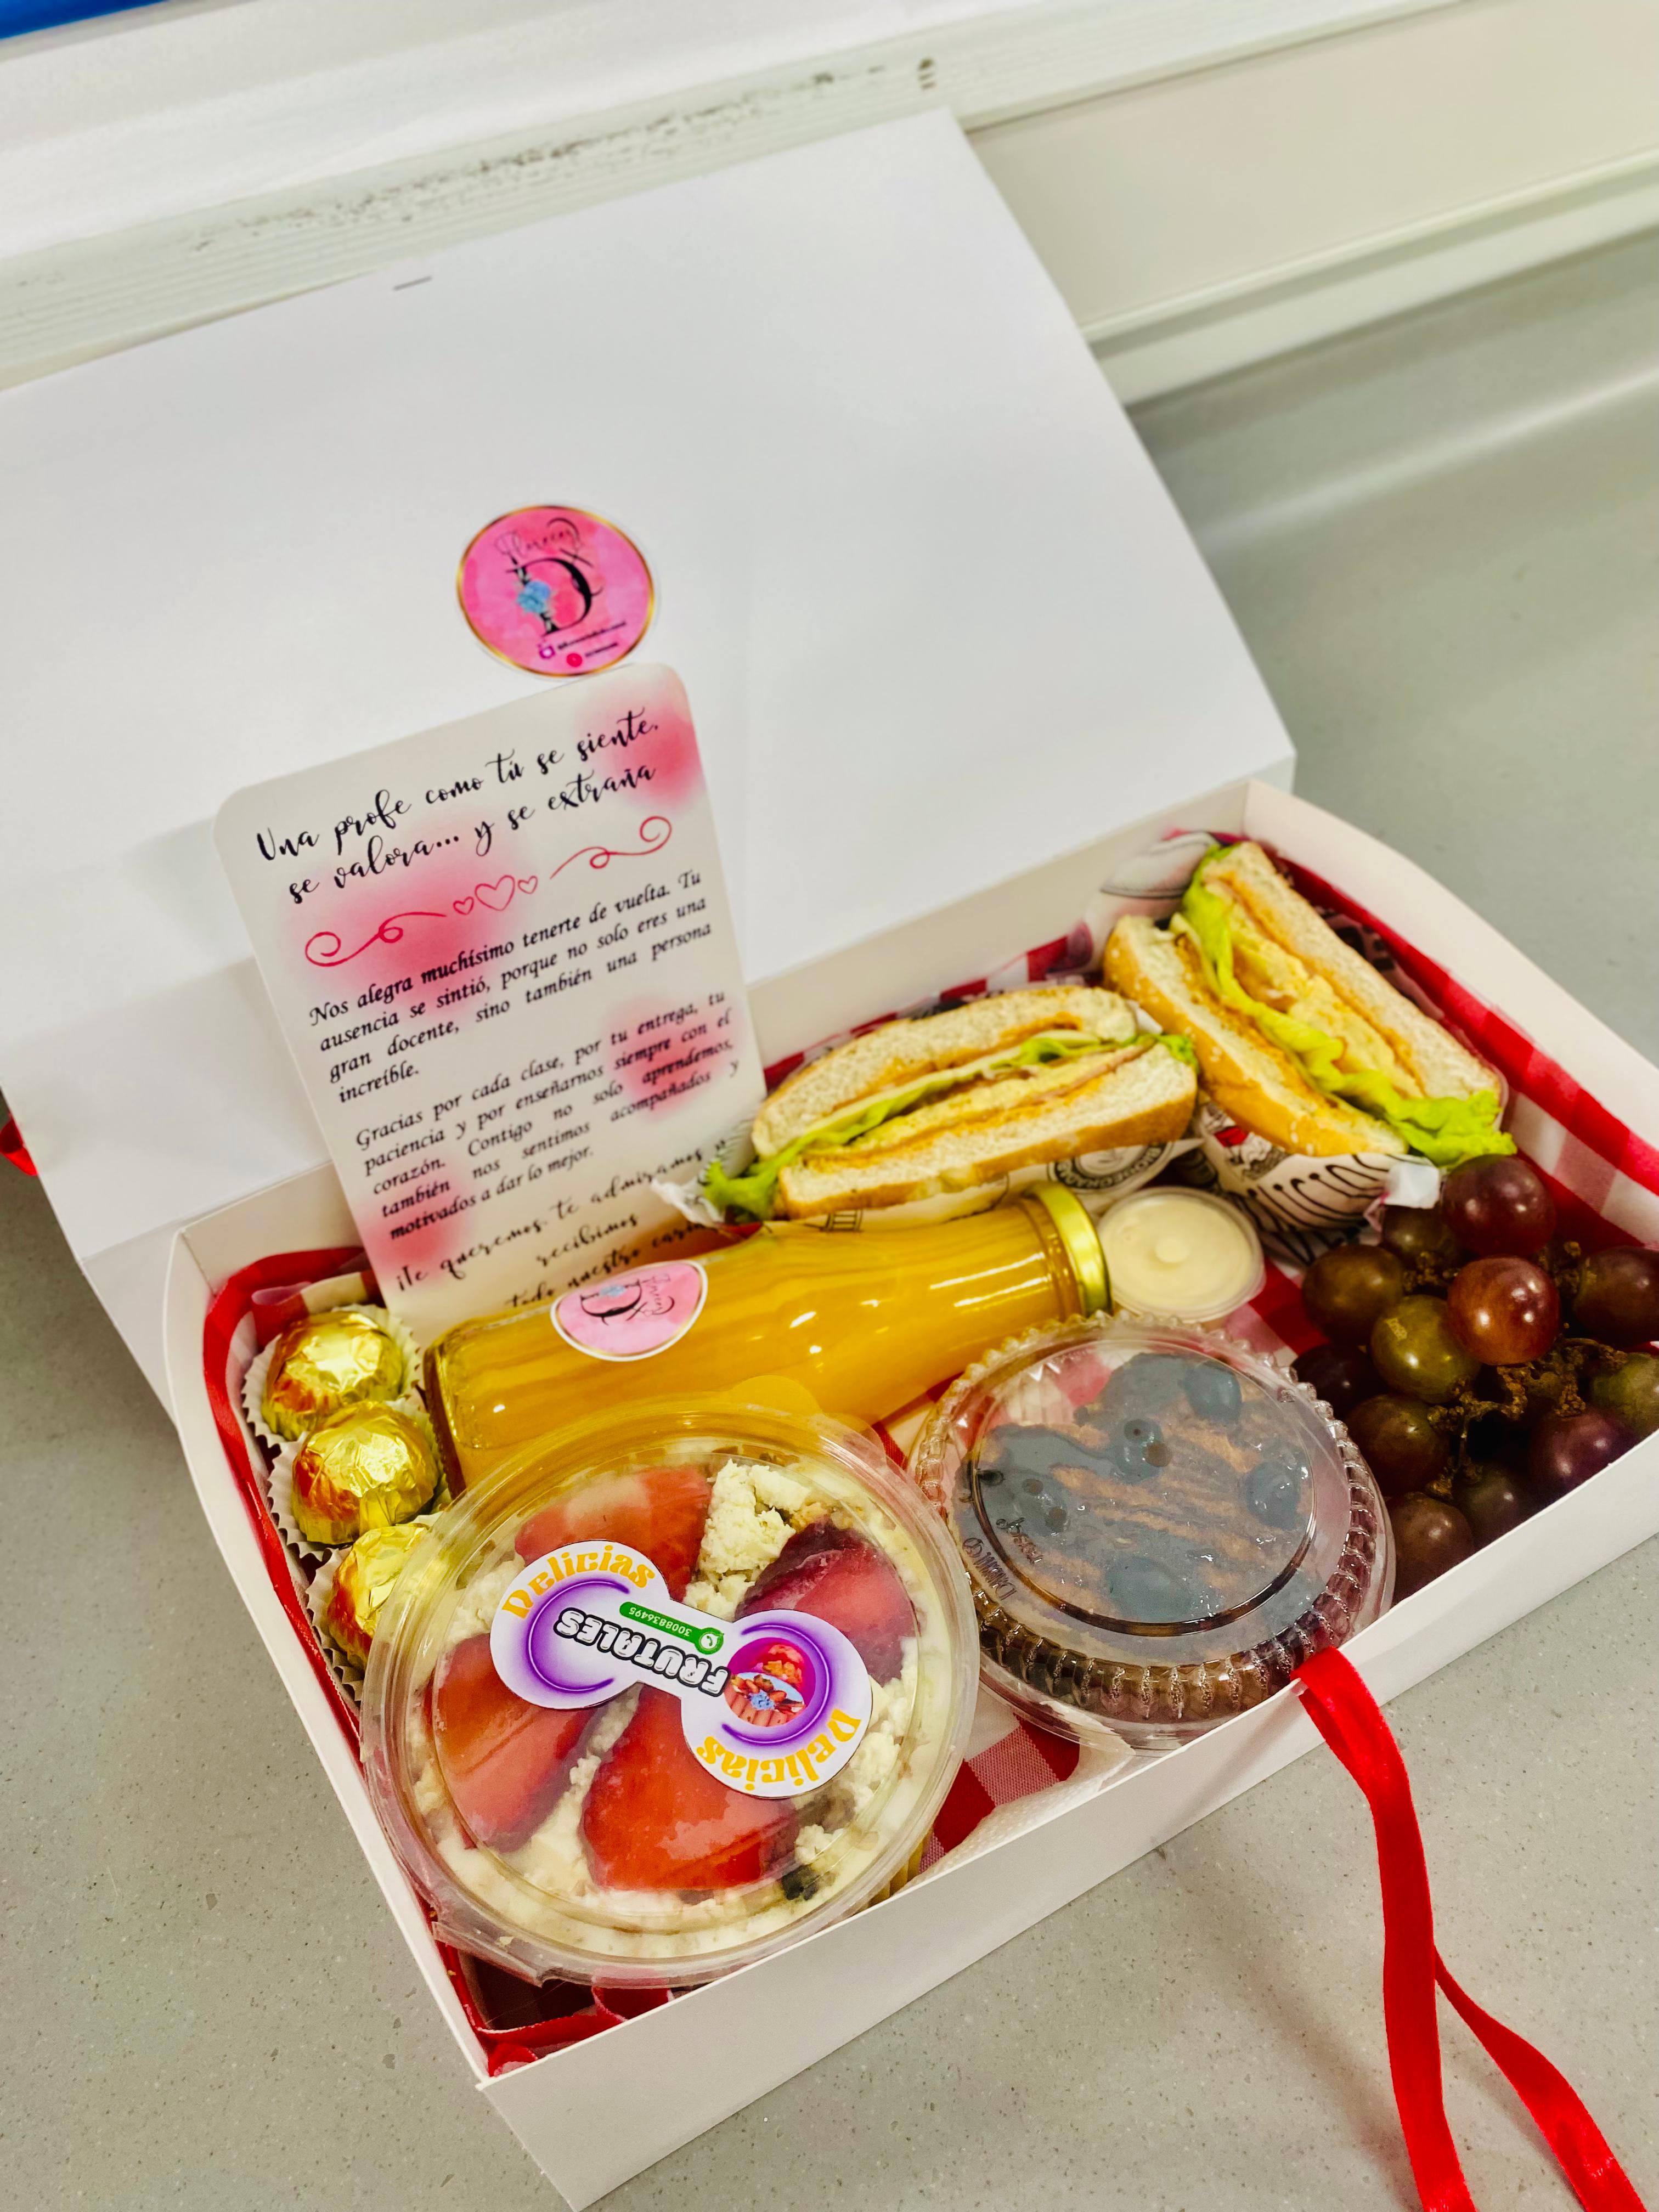 D
Una profe como tú se siente,
se valora... y se extraña
Nos alegra muchísimo tenerte de vuelta. Tu
ausencia se sintió, porque no solo eres una
gran docente, sino también una persona
increíble.
Gracias por cada clase, por tu entrega, tu
paciencia y por enseñarnos siempre con el
corazón. Contigo no solo aprendemos,
también nos sentimos acompañados y
motivados a dar lo mejor.
¡Te queremos, te admiramos y
recibimos
todo nuestro
D
Delicias
FRUTALES
3008836495
Delicias